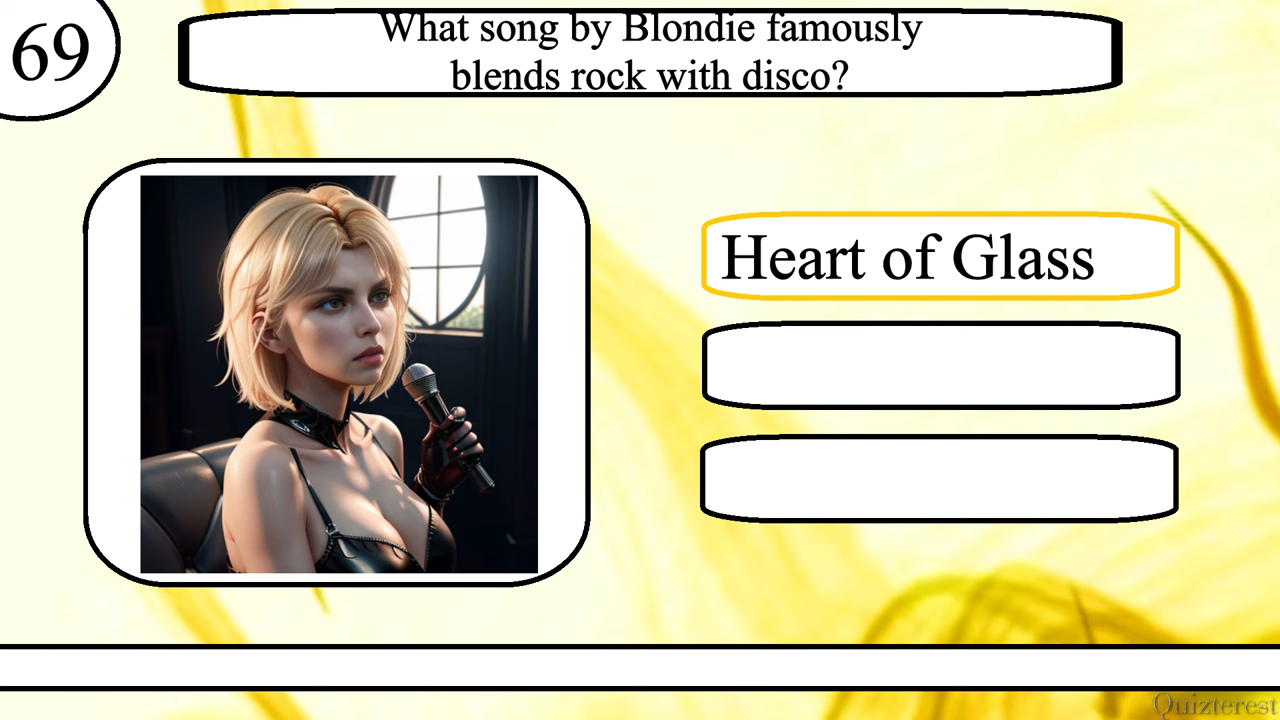 69
What song by Blondie famously
blends rock with disco?
Heart of Glass
Quizterest